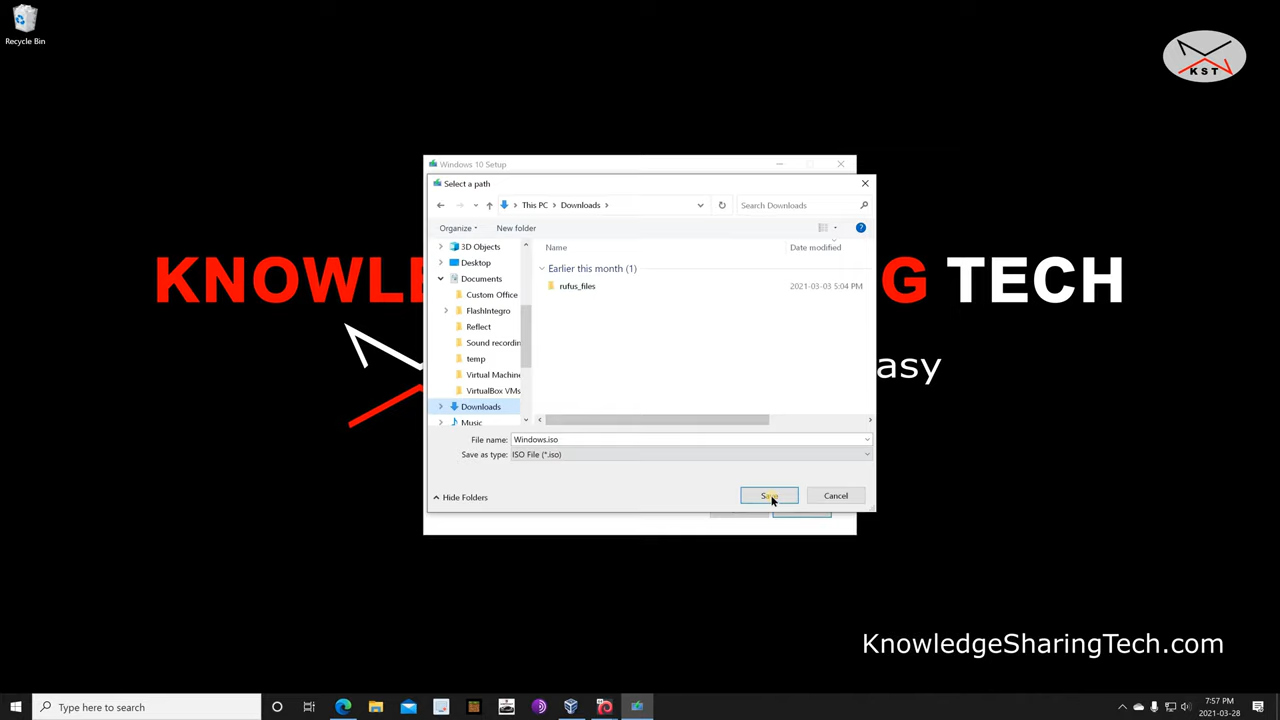 Recycle Bin
KST
Windows 10 Setup
Select a path
This PC > Downloads >
Search Downloads
Organize
New folder
3D Objects
Desktop
Documents
Custom Office
FlashIntegro
Reflect
Sound recordin
temp
Virtual Machine
VirtualBox VMs
Downloads
Music
Name
Date modified
Earlier this month (1)
rufus_files
2021-03-03 5:04 PM
KNOWLE
G TECH
asy
File name: Windows.iso
Save as type: ISO File (*.iso)
Hide Folders
Save
Cancel
KnowledgeSharingTech.com
Type here to search
7:57 PM
2021-03-28